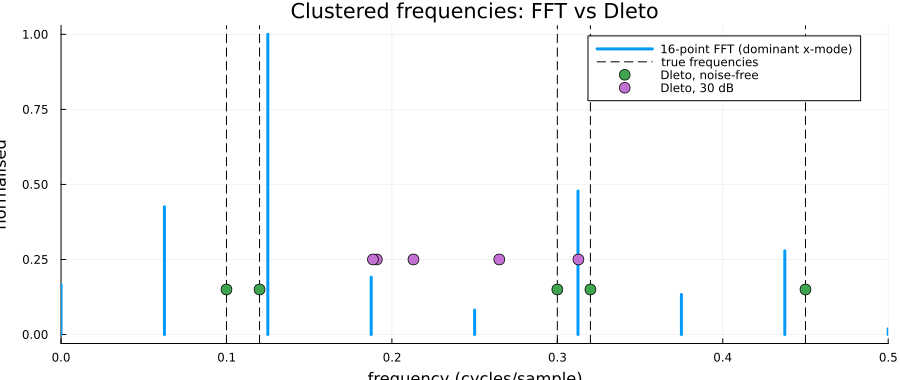 Clustered frequencies: FFT vs Dleto
1.00
0.75
0.50
0.25
0.00
normalised
16-point FFT (dominant x-mode)
true frequencies
Dleto, noise-free
Dleto, 30 dB
0.0 0.1 0.2 0.3 0.4 0.5
frequency (cycles/sample)